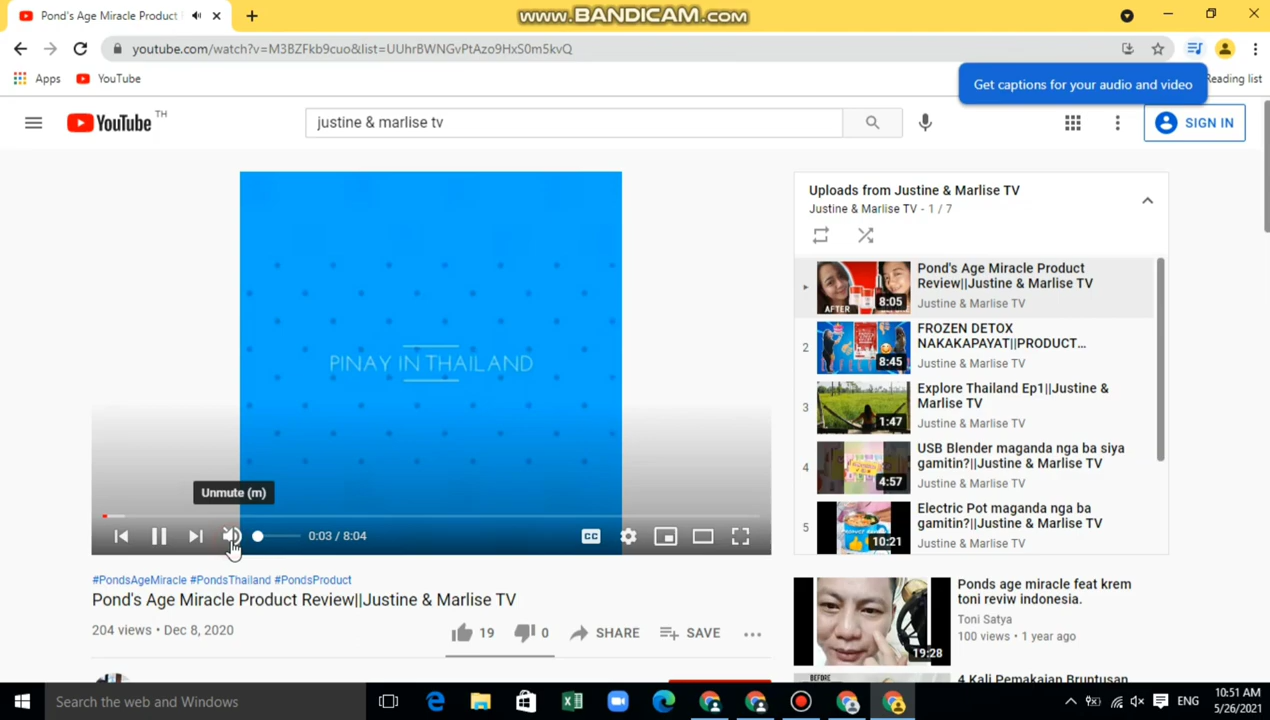 Pond's Age Miracle Product
www.BANDICAM.com
youtube.com/watch?v=M3BZFkb9cuo&list=UUhr8WNGvPtAzo9HxS0m5kvQ
Apps
YouTube
Get captions for your audio and video
Reading list
YouTube TH
justine & marlise tv
SIGN IN
PINAY IN THAILAND
Unmute (m)
0:03 / 8:04
CC
#PondsAgeMiracle #PondsThailand #PondsProduct
Pond's Age Miracle Product Review||Justine & Marlise TV
204 views • Dec 8, 2020
19
0
SHARE
SAVE
Uploads from Justine & Marlise TV
Justine & Marlise TV - 1 / 7
AFTER
8:05
Pond's Age Miracle Product
Review||Justine & Marlise TV
Justine & Marlise TV
2
8:45
FROZEN DETOX
NAKAKAPAYAT||PRODUCT…
Justine & Marlise TV
3
1:47
Explore Thailand Ep1||Justine &
Marlise TV
Justine & Marlise TV
4
4:57
USB Blender maganda nga ba siya
gamitin?||Justine & Marlise TV
Justine & Marlise TV
5
10:21
Electric Pot maganda nga ba
gamitin?||Justine & Marlise TV
Justine & Marlise TV
19:28
Ponds age miracle feat krem
toni reviw indonesia.
Toni Satya
100 views • 1 year ago
BEFORE
4 Kali Pemakaian Bruntusan
Search the web and Windows
ENG
10:51 AM
5/26/2021